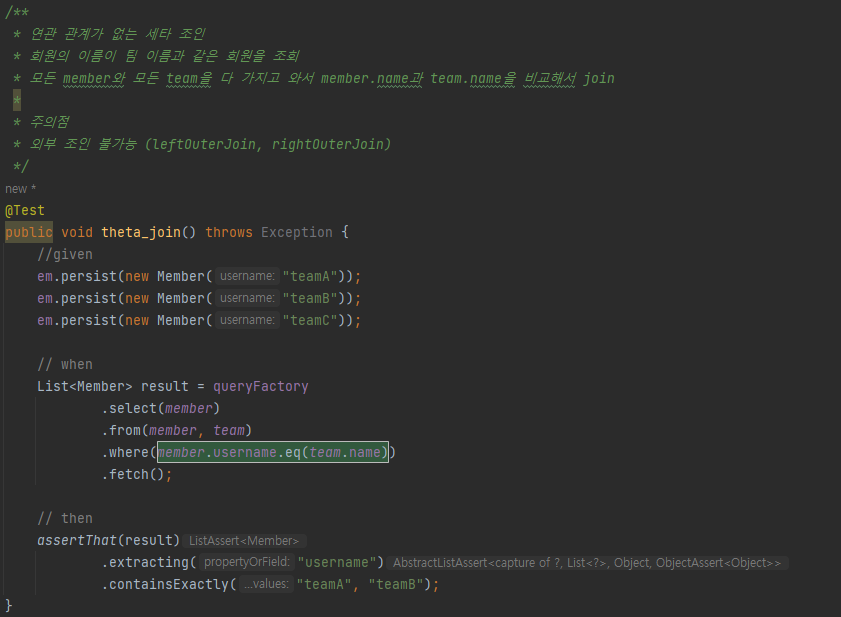 /**
 * 연관 관계가 없는 세타 조인
 * 회원의 이름이 팀 이름과 같은 회원을 조회
 * 모든 member와 모든 team을 다 가지고 와서 member.name과 team.name을 비교해서 join
 *
 * 주의점
 * 외부 조인 불가능 (leftOuterJoin, rightOuterJoin)
 */
new *
@Test
public void theta_join() throws Exception {
    //given
    em.persist(new Member( username: "teamA"));
    em.persist(new Member( username: "teamB"));
    em.persist(new Member( username: "teamC"));
    // when
    List<Member> result = queryFactory
            .select(member)
            .from(member, team)
            .where(member.username.eq(team.name))
            .fetch();
    // then
    assertThat(result) ListAssert<Member>
            .extracting( propertyOrField: "username") AbstractListAssert<capture of ?, List<?>, Object, ObjectAssert<Object>>
            .containsExactly( ...values: "teamA", "teamB");
}